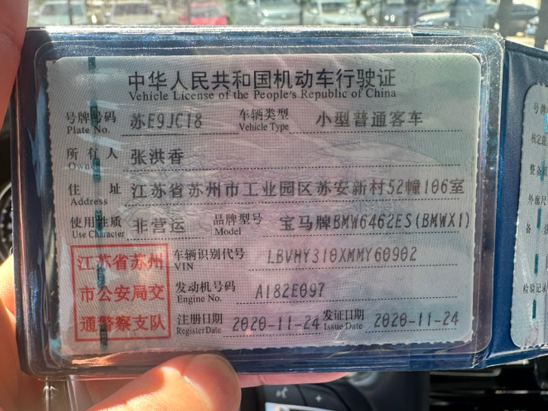 中华人民共和国机动车行驶证
Vehicle License of the People's Republic of China
号牌号码 苏E9JC18 车辆类型 小型普通客车
Plate No. Vehicle Type
所有人 张洪香
Owner
住址 江苏省苏州市工业园区苏安新村52幢106室
Address
使用性质 非营运 品牌型号 宝马牌BMW6462ES(BMWX1)
Use Character Model
江苏省苏州
市公安局交
通警察支队
车辆识别代号 LBVHY310XMMY60902
VIN
发动机号码 A182E097
Engine No.
注册日期 2020-11-24 发证日期 2020-11-24
Register Date Issue Date